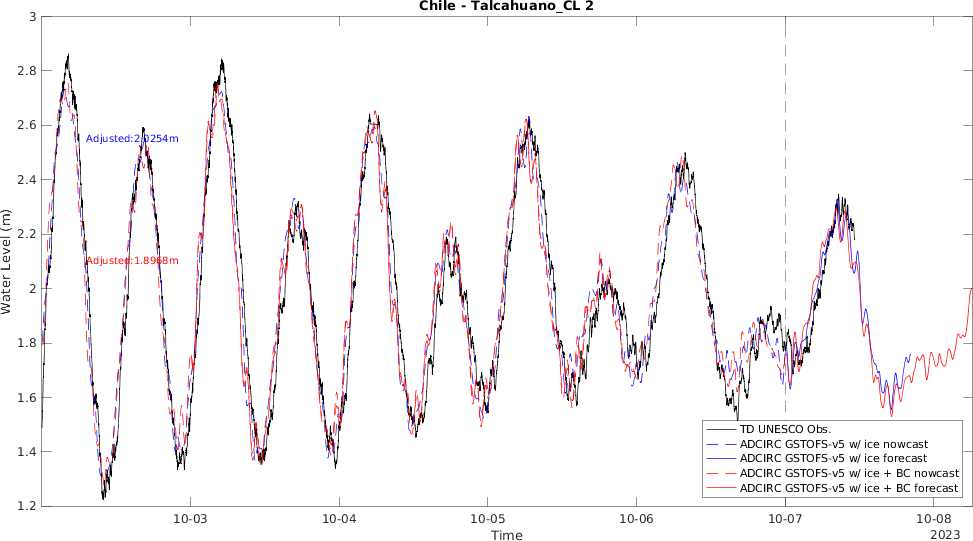 Chile - Talcahuano_CL 2
3
2.8
2.6
2.4
2.2
2
1.8
1.6
1.4
1.2
Water Level (m)
Adjusted:2.0254m
Adjusted:1.8968m
TD UNESCO Obs.
ADCIRC GSTOFS-v5 w/ ice nowcast
ADCIRC GSTOFS-v5 w/ ice forecast
ADCIRC GSTOFS-v5 w/ ice + BC nowcast
ADCIRC GSTOFS-v5 w/ ice + BC forecast
10-03 10-04 10-05 10-06 10-07 10-08
Time
2023